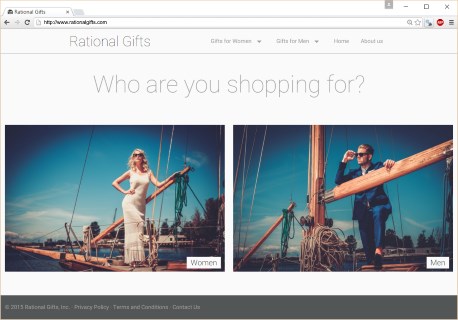 Rational Gifts
http://www.rationalgifts.com
Rational Gifts
Gifts for Women
Gifts for Men
Home
About us
Who are you shopping for?
Women
Men
© 2015 Rational Gifts, Inc. · Privacy Policy · Terms and Conditions · Contact Us